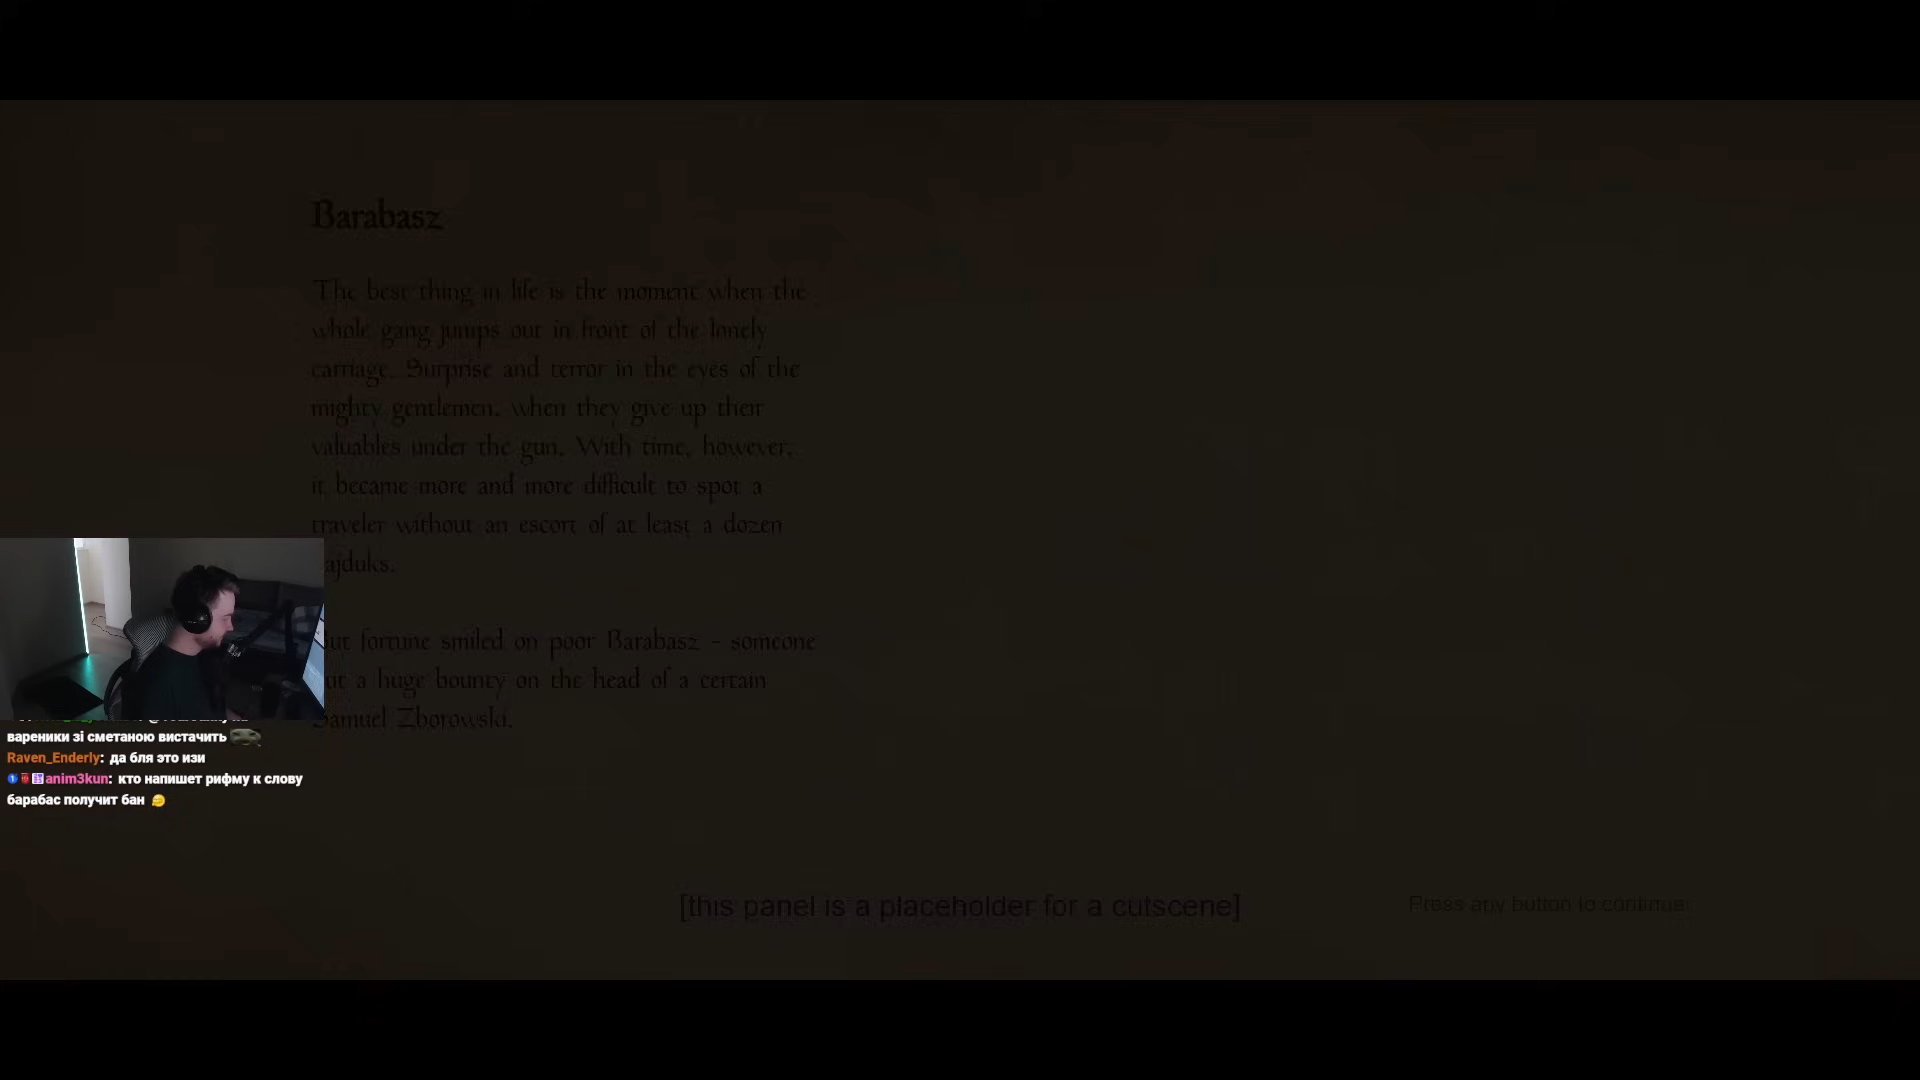 Barabasz
The best thing in life is the moment when the
whole gang jumps out in front of the lonely
carriage. Surprise and terror in the eyes of the
mighty gentlemen, when they give up their
valuables under the gun. With time, however,
it became more and more difficult to spot a
traveler without an escort of at least a dozen
ajduks.
ut fortune smiled on poor Barabasz - someone
ut a huge bounty on the head of a certain
Samuel Zborowski.
вареники зі сметаною вистачить
Raven_Enderly: да бля это изи
anim3kun: кто напишет рифму к слову
барабас получит бан
[this panel is a placeholder for a cutscene]
Press any button to continue.